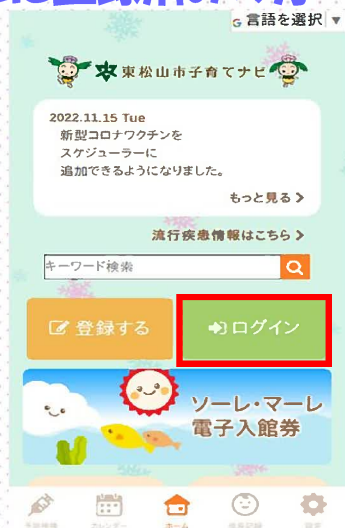 言語を選択▼
東松山市子育てナビ
2022.11.15 Tue
新型コロナワクチンを
スケジューラーに
追加できるようになりました。
もっと見る
流行疾患情報はこちら
キーワード検索
登録する
ログイン
ソーレ・マーレ
電子入館券
カレンダー
ホーム
設定